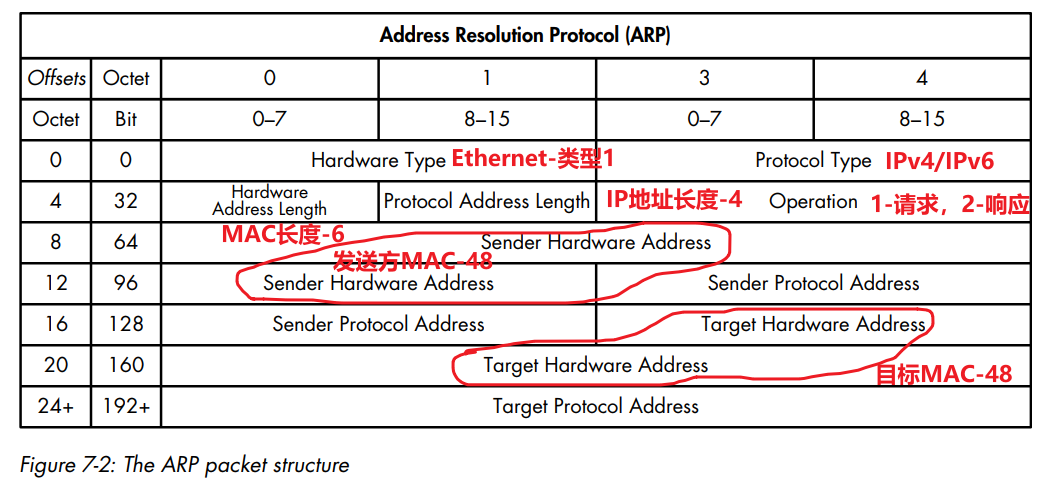 Address Resolution Protocol (ARP)
Offsets Octet 0 1 3 4
Octet Bit 0–7 8–15 0–7 8–15
0 0 Hardware Type Ethernet-类型1 Protocol Type IPv4/IPv6
4 32 Hardware Address Length Protocol Address Length IP地址长度-4 Operation 1-请求，2-响应
MAC长度-6
8 64 Sender Hardware Address
发送方MAC-48
12 96 Sender Hardware Address Sender Protocol Address
16 128 Sender Protocol Address Target Hardware Address
20 160 Target Hardware Address 目标MAC-48
24+ 192+ Target Protocol Address
Figure 7-2: The ARP packet structure